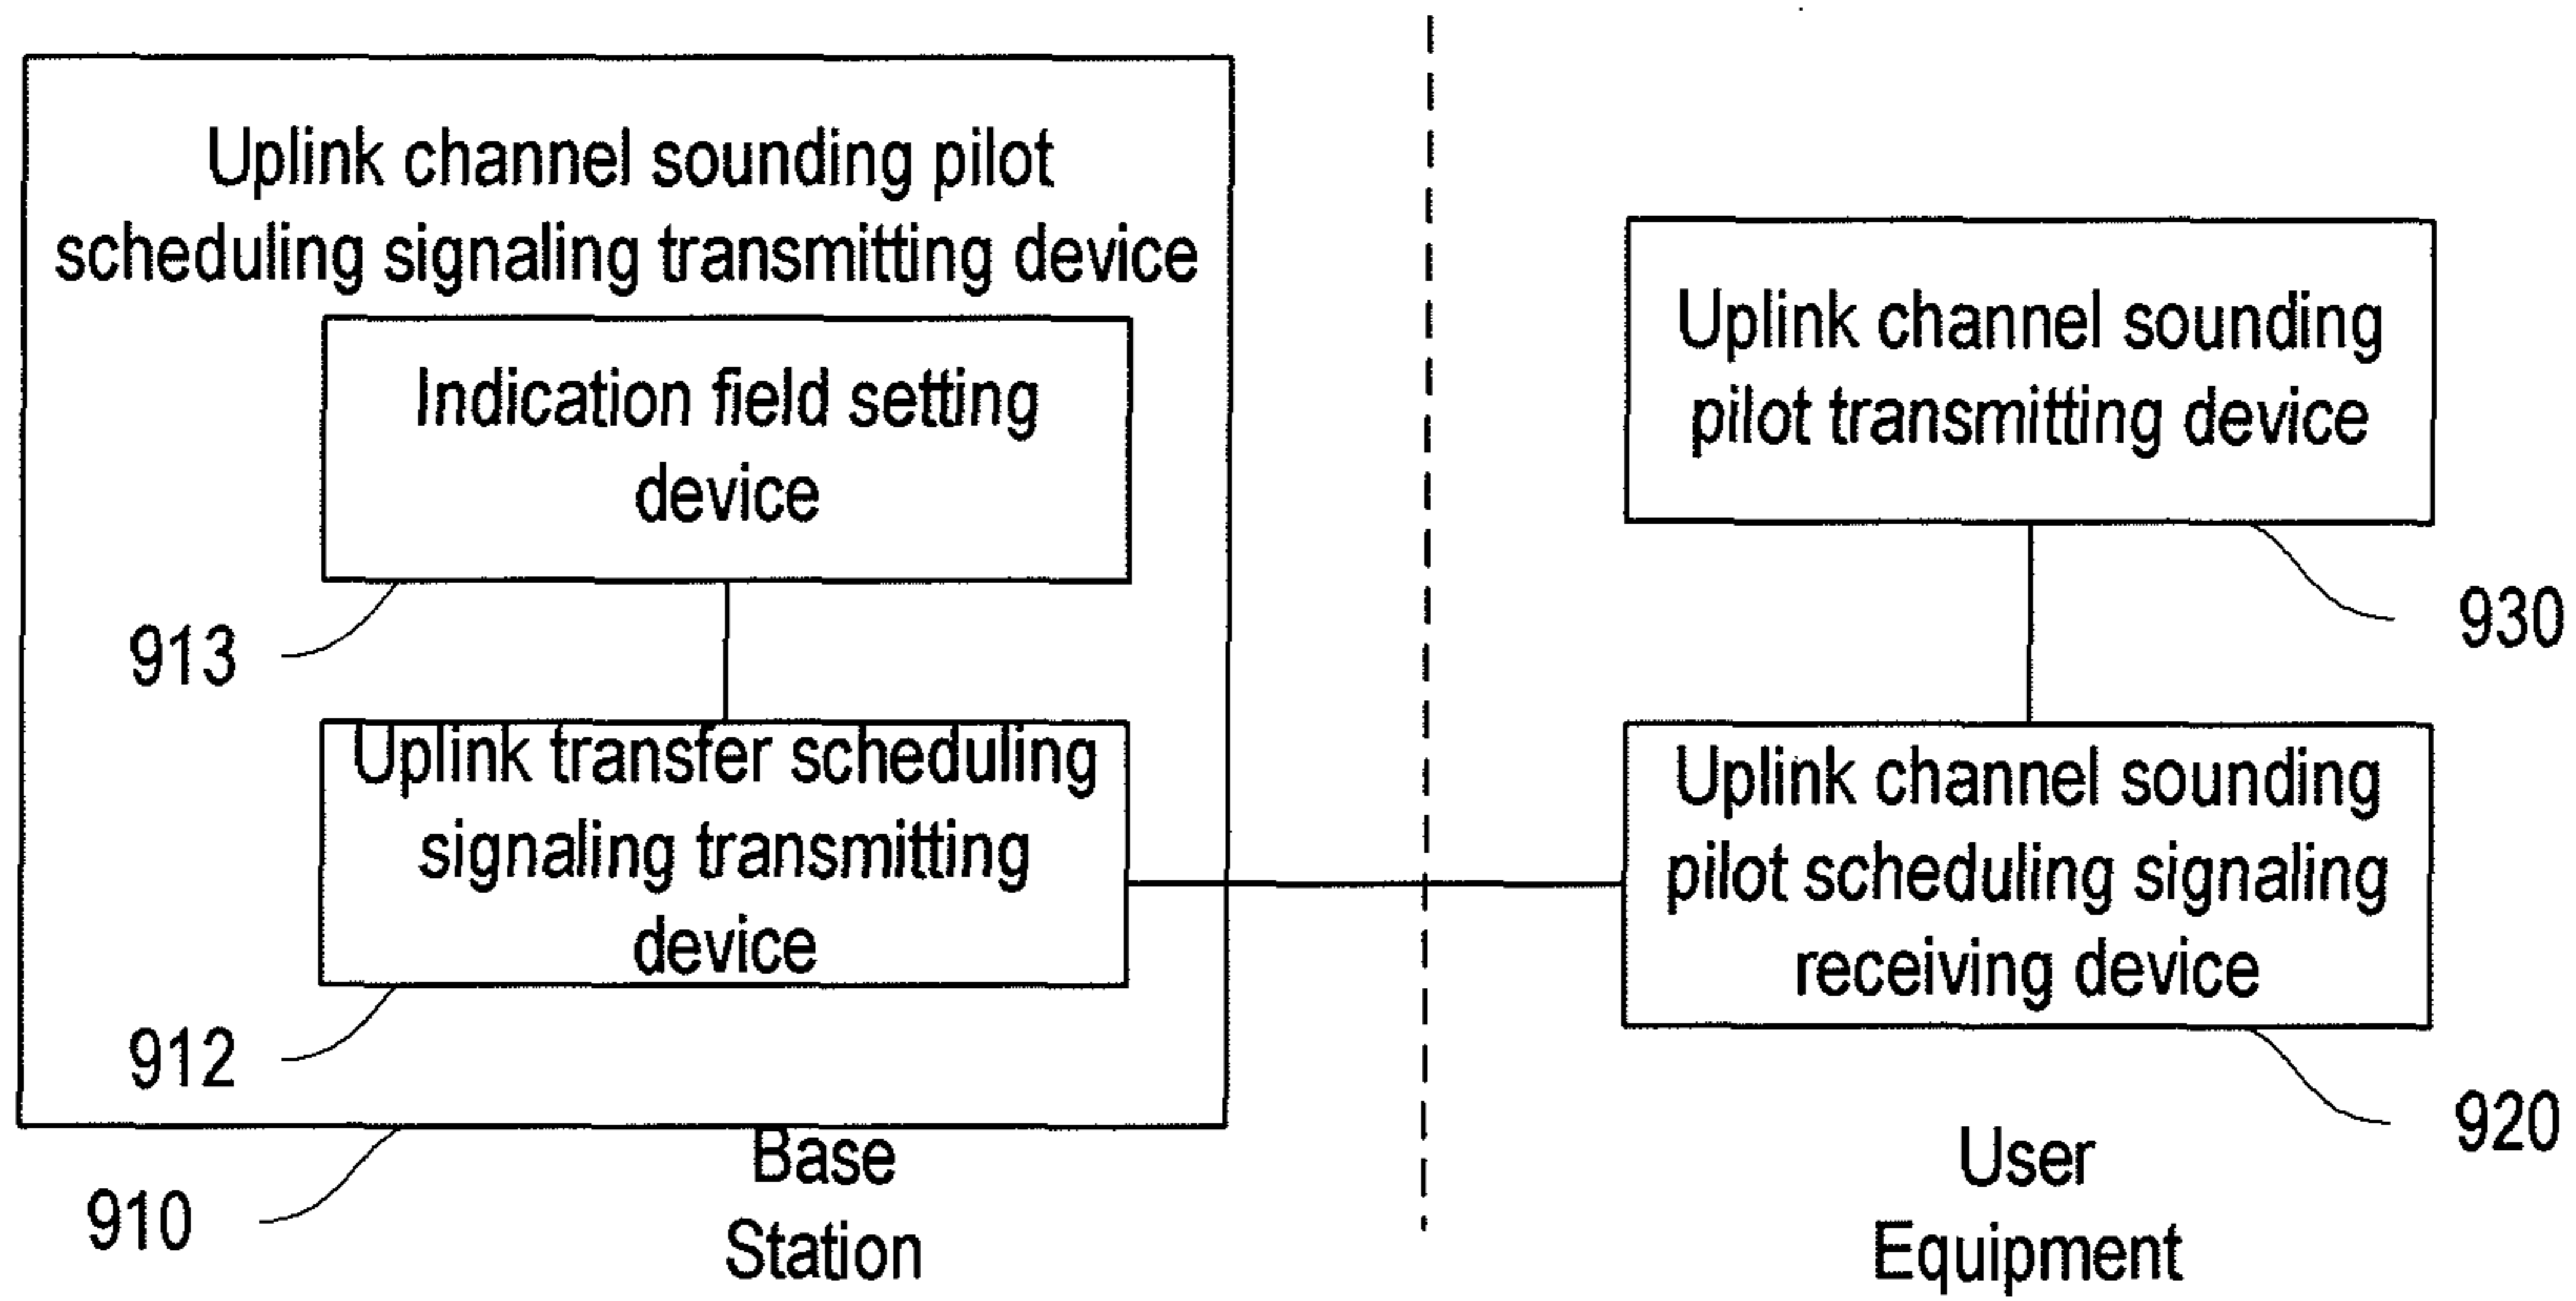 Uplink channel sounding pilot
scheduling signaling transmitting device
Indication field setting
device
913
Uplink transfer scheduling
signaling transmitting
device
912
910
Base
Station
Uplink channel sounding
pilot transmitting device
930
Uplink channel sounding
pilot scheduling signaling
receiving device
920
User
Equipment